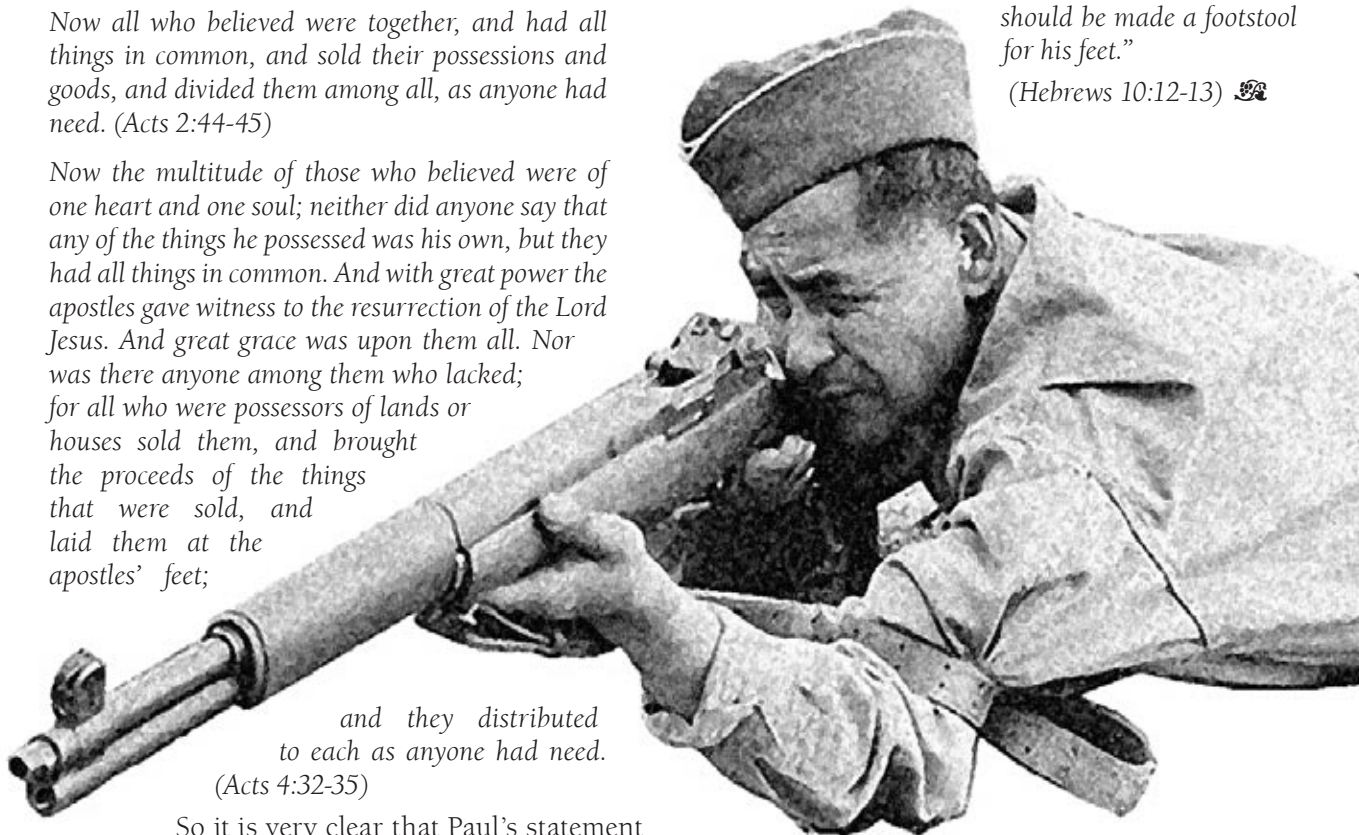 Now all who believed were together, and had all
things in common, and sold their possessions and
goods, and divided them among all, as anyone had
need. (Acts 2:44-45)
Now the multitude of those who believed were of
one heart and one soul; neither did anyone say that
any of the things he possessed was his own, but they
had all things in common. And with great power the
apostles gave witness to the resurrection of the Lord
Jesus. And great grace was upon them all. Nor
was there anyone among them who lacked;
for all who were possessors of lands or
houses sold them, and brought
the proceeds of the things
that were sold, and
laid them at the
apostles’ feet;
and they distributed
to each as anyone had need.
(Acts 4:32-35)
So it is very clear that Paul’s statement
should be made a footstool
for his feet.”
(Hebrews 10:12-13)